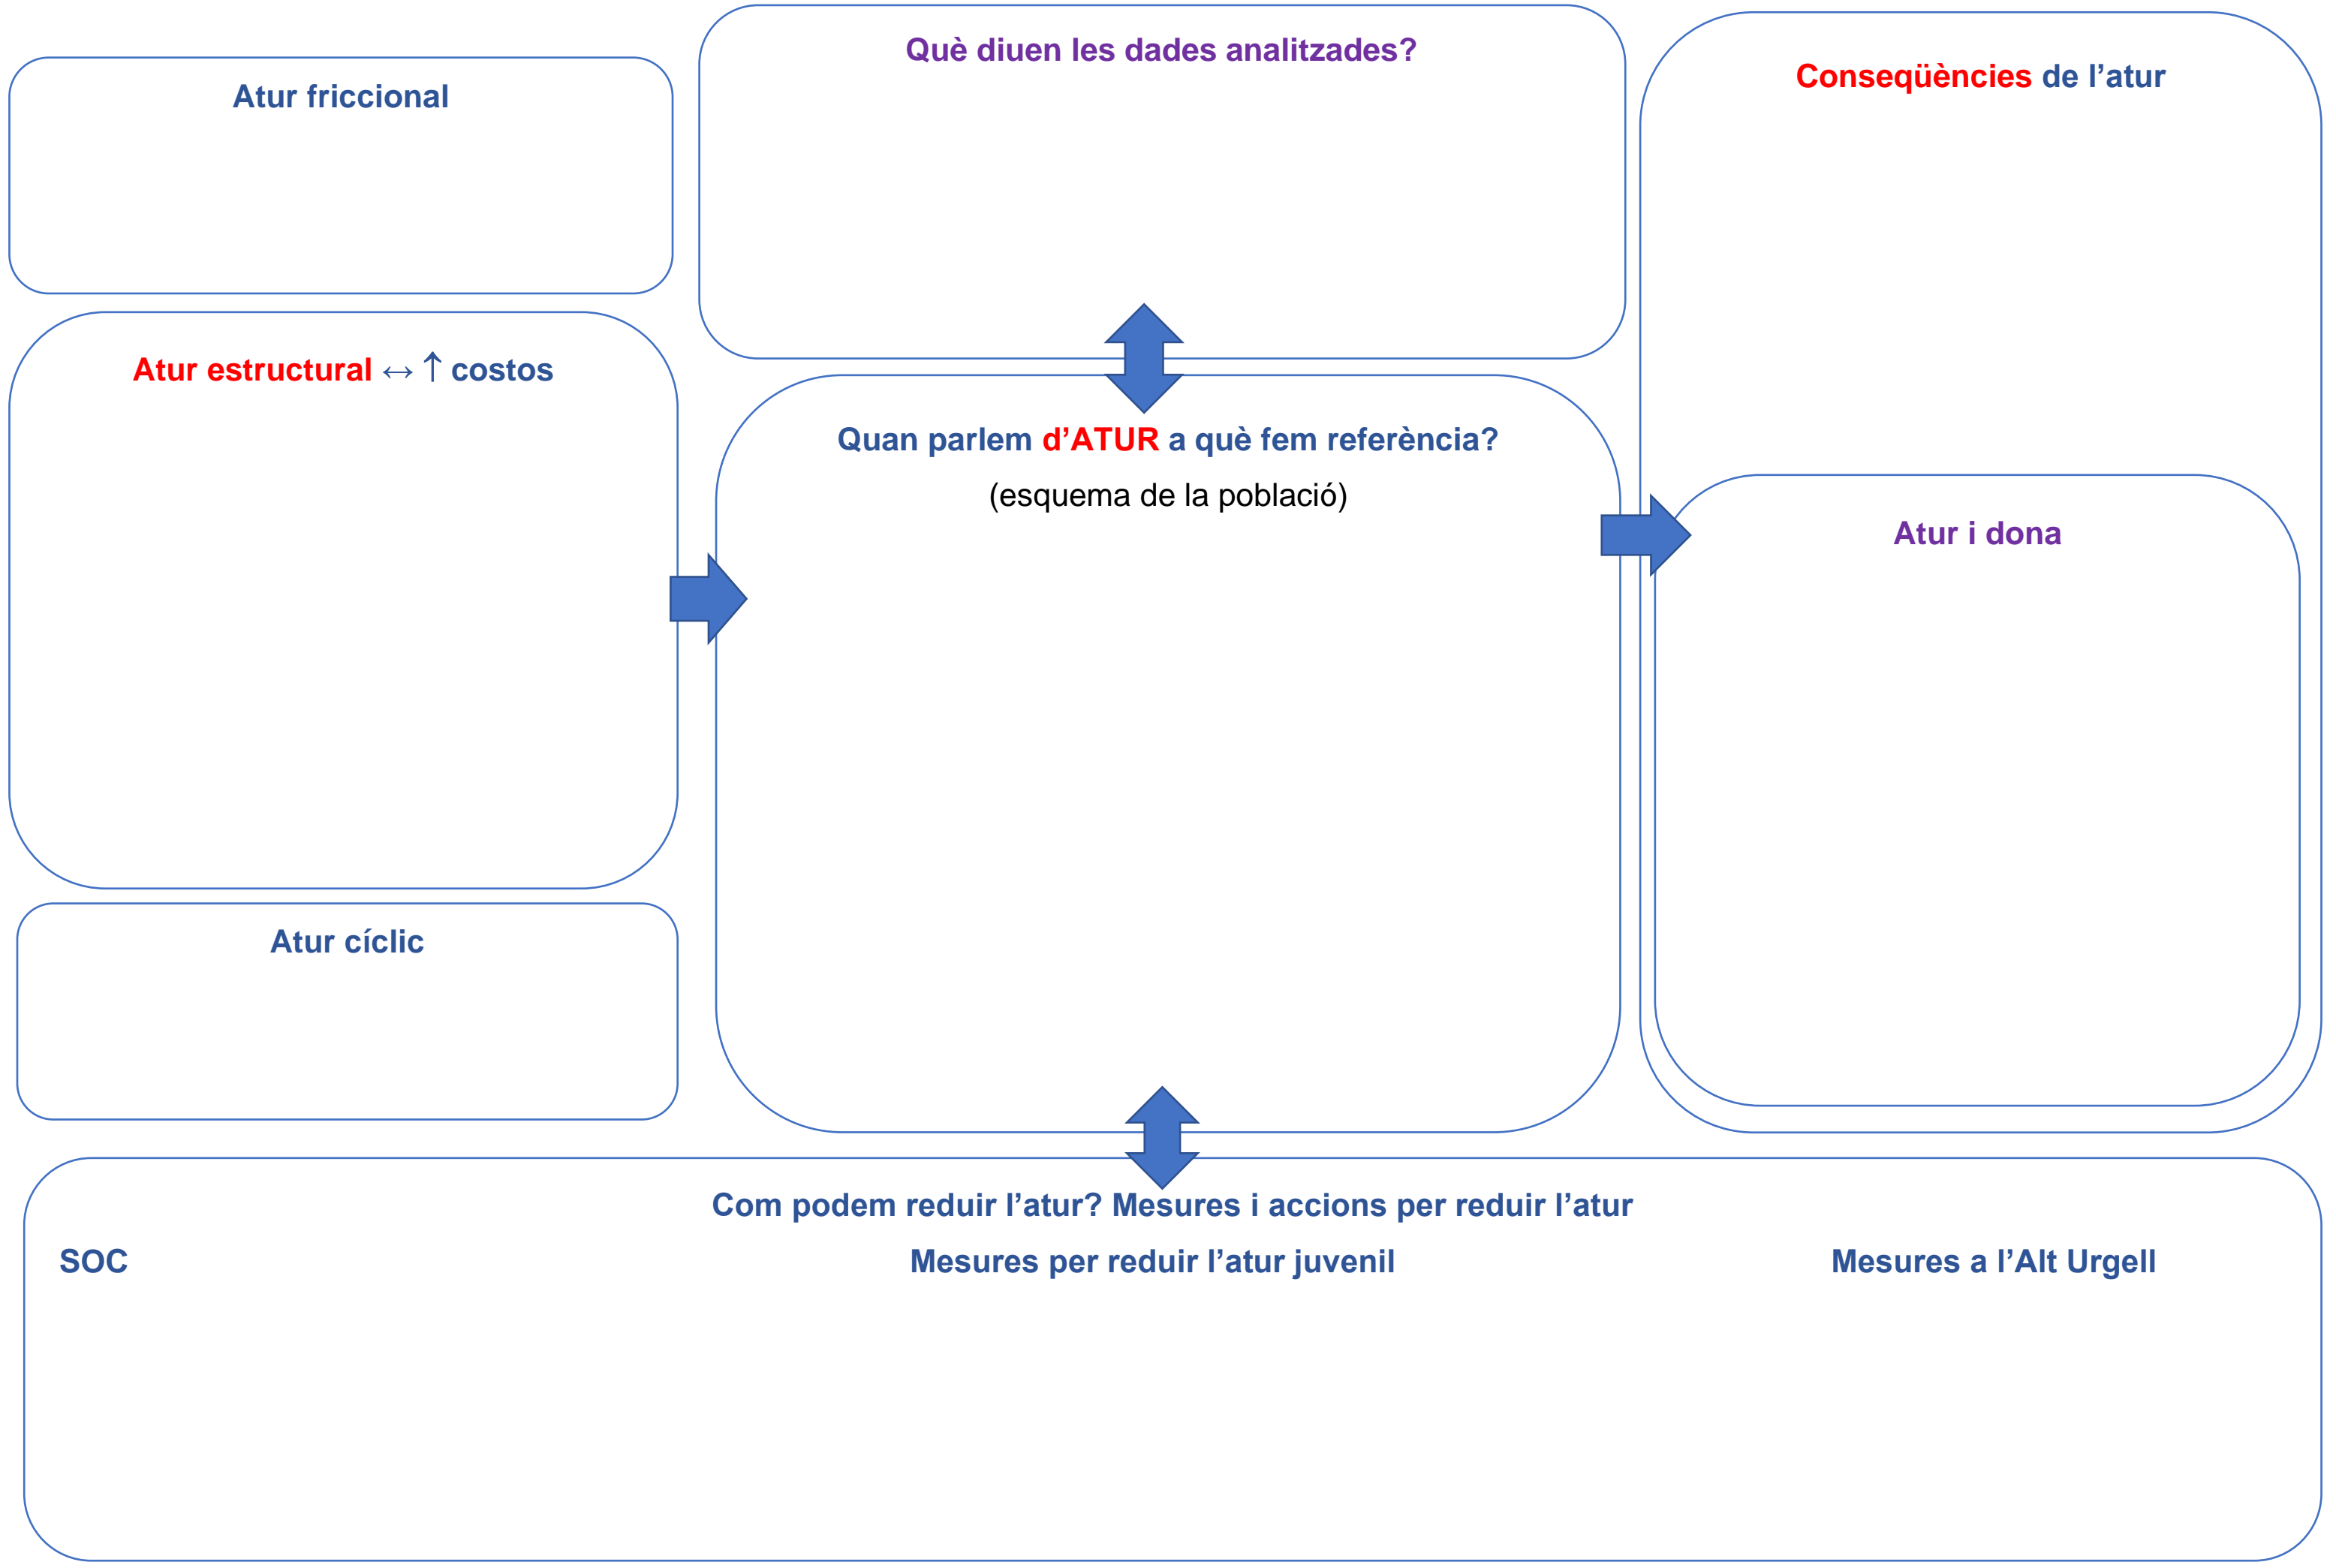 Què diuen les dades analitzades?
Conseqüències de l’atur
Atur friccional
Atur estructural ↔ ↑ costos
Quan parlem d’ATUR a què fem referència?
(esquema de la població)
Atur i dona
Atur cíclic
Com podem reduir l’atur? Mesures i accions per reduir l’atur
SOC Mesures per reduir l’atur juvenil Mesures a l’Alt Urgell